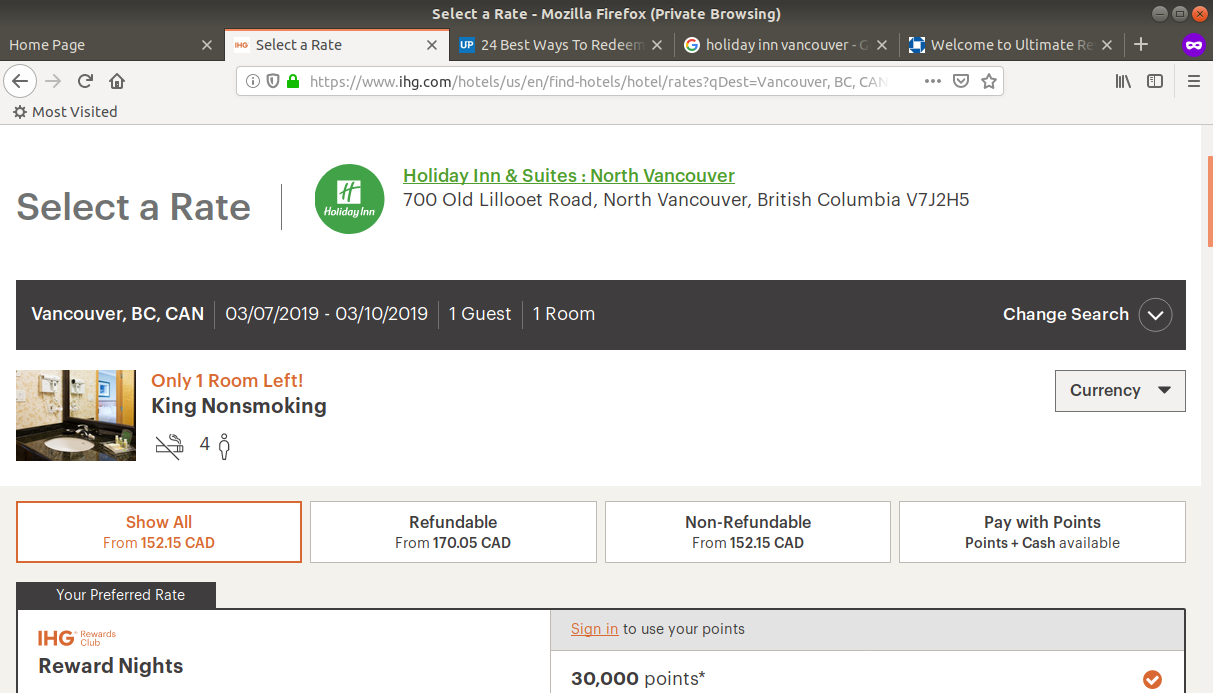 Select a Rate - Mozilla Firefox (Private Browsing)
Home Page
IHG Select a Rate
UP 24 Best Ways To Redeem
G holiday inn vancouver - G
Welcome to Ultimate Re
https://www.ihg.com/hotels/us/en/find-hotels/hotel/rates?qDest=Vancouver, BC, CAN
Most Visited
Select a Rate
Holiday Inn
Holiday Inn & Suites : North Vancouver
700 Old Lillooet Road, North Vancouver, British Columbia V7J2H5
Vancouver, BC, CAN 03/07/2019 - 03/10/2019 1 Guest 1 Room Change Search
Only 1 Room Left!
King Nonsmoking
4
Currency
Show All
From 152.15 CAD
Refundable
From 170.05 CAD
Non-Refundable
From 152.15 CAD
Pay with Points
Points + Cash available
Your Preferred Rate
IHG® Rewards
Club
Reward Nights
Sign in to use your points
30,000 points*